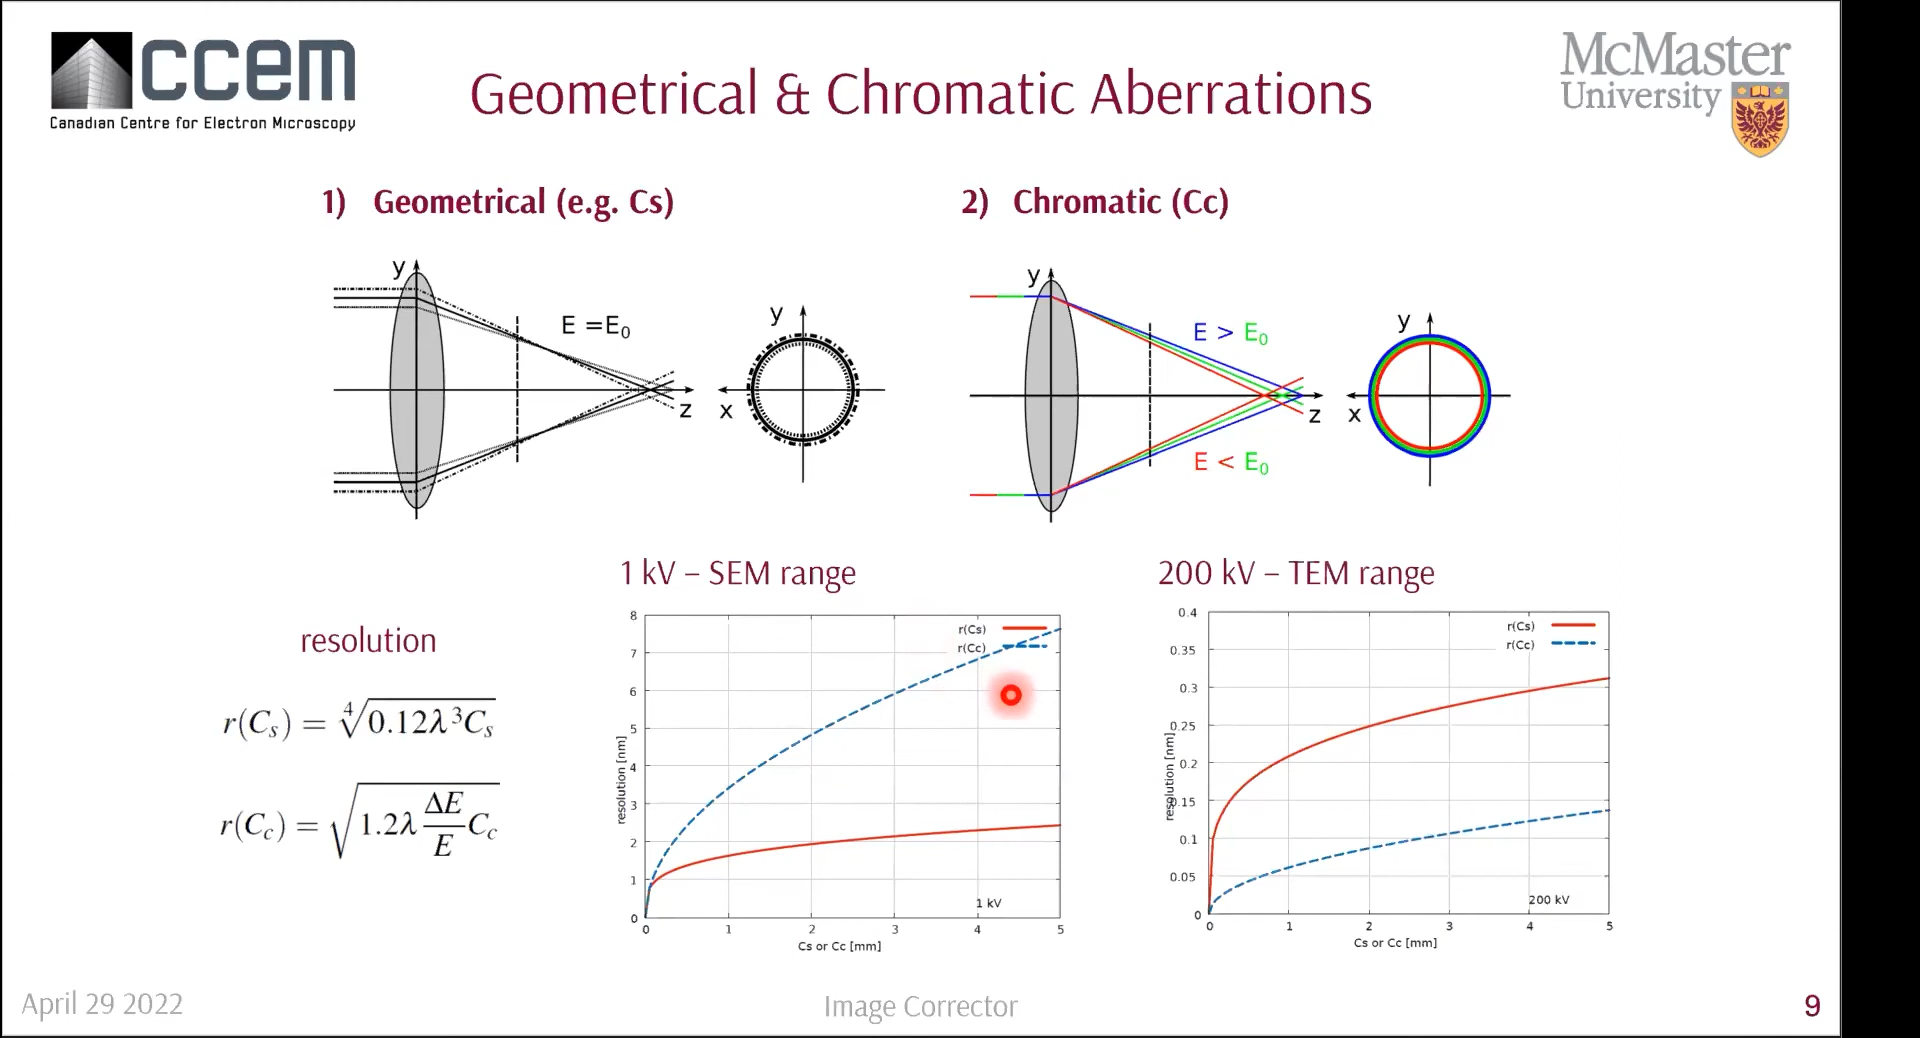 ccem
Canadian Centre for Electron Microscopy
Geometrical & Chromatic Aberrations
McMaster
University
1) Geometrical (e.g. Cs)
2) Chromatic (Cc)
y
E =E₀
z
y
x
y
E > E₀
E < E₀
z
y
x
1 kV – SEM range
200 kV – TEM range
resolution
r(Cₛ) = ∜(0.12λ³Cₛ)
r(C_c) = √(1.2λ ΔE/E C_c)
8
7
6
5
4
3
2
1
0
resolution [nm]
r(Cs)
r(Cc)
1 kV
0 1 2 3 4 5
Cs or Cc [mm]
0.4
0.35
0.3
0.25
0.2
0.15
0.1
0.05
0
resolution [nm]
r(Cs)
r(Cc)
200 kV
0 1 2 3 4 5
Cs or Cc [mm]
April 29 2022
Image Corrector
9